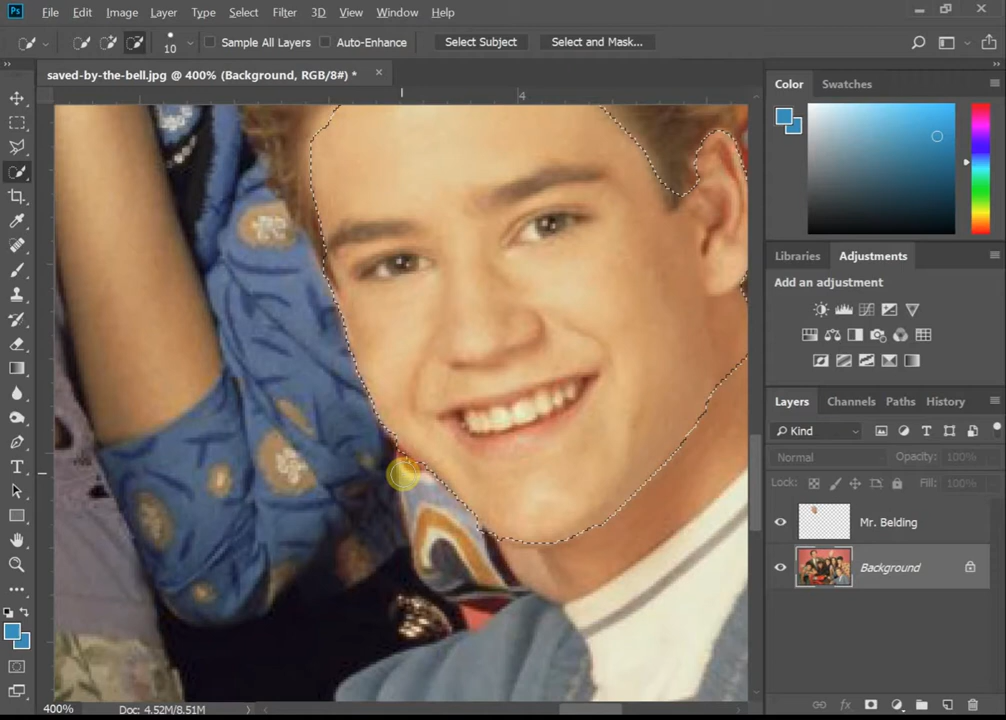 Ps File Edit Image Layer Type Select Filter 3D View Window Help
10 Sample All Layers Auto-Enhance Select Subject Select and Mask...
saved-by-the-bell.jpg @ 400% (Background, RGB/8#) *
4
Color Swatches
Libraries Adjustments
Add an adjustment
Layers Channels Paths History
Kind
Normal Opacity: 100%
Lock: Fill: 100%
Mr. Belding
Background
fx
400% Doc: 4.52M/8.51M